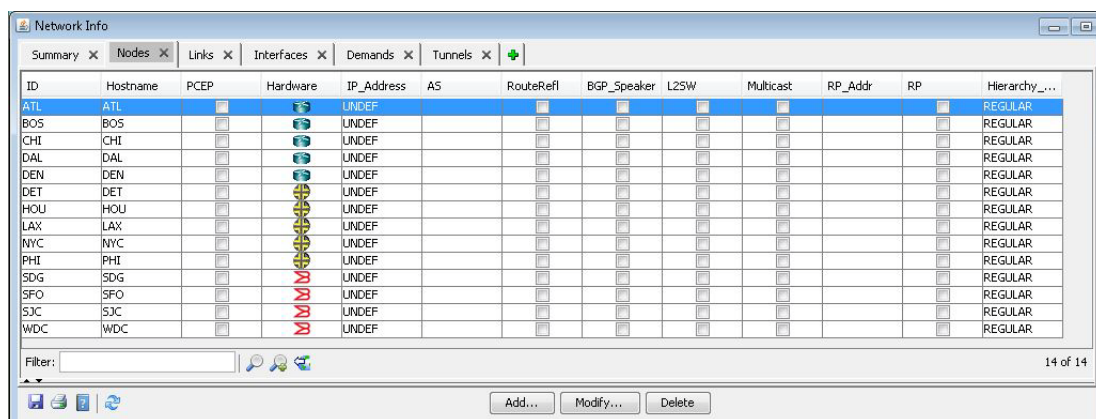 Network Info
Summary Nodes Links Interfaces Demands Tunnels
ID Hostname PCEP Hardware IP_Address AS RouteRefl BGP_Speaker L2SW Multicast RP_Addr RP Hierarchy_...
ATL ATL UNDEF REGULAR
BOS BOS UNDEF REGULAR
CHI CHI UNDEF REGULAR
DAL DAL UNDEF REGULAR
DEN DEN UNDEF REGULAR
DET DET UNDEF REGULAR
HOU HOU UNDEF REGULAR
LAX LAX UNDEF REGULAR
NYC NYC UNDEF REGULAR
PHI PHI UNDEF REGULAR
SDG SDG UNDEF REGULAR
SFO SFO UNDEF REGULAR
SJC SJC UNDEF REGULAR
WDC WDC UNDEF REGULAR
Filter: 14 of 14
Add... Modify... Delete